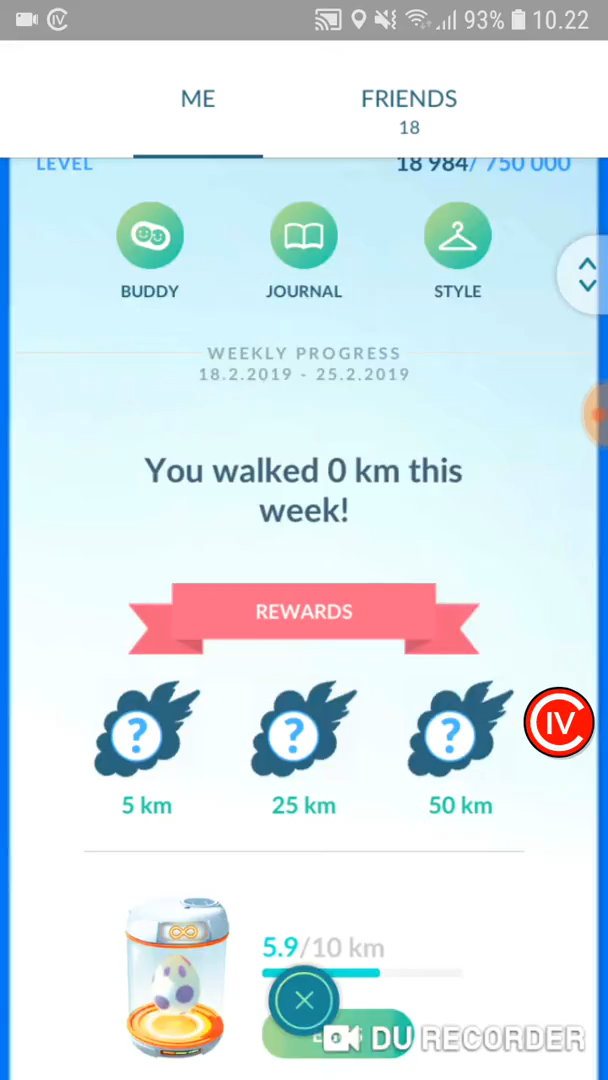 IV 93% 10.22
ME
FRIENDS
18
LEVEL
18 984/ 750 000
BUDDY
JOURNAL
STYLE
WEEKLY PROGRESS
18.2.2019 - 25.2.2019
You walked 0 km this
week!
REWARDS
? ? ?
IV
5 km
25 km
50 km
5.9/10 km
DU RECORDER